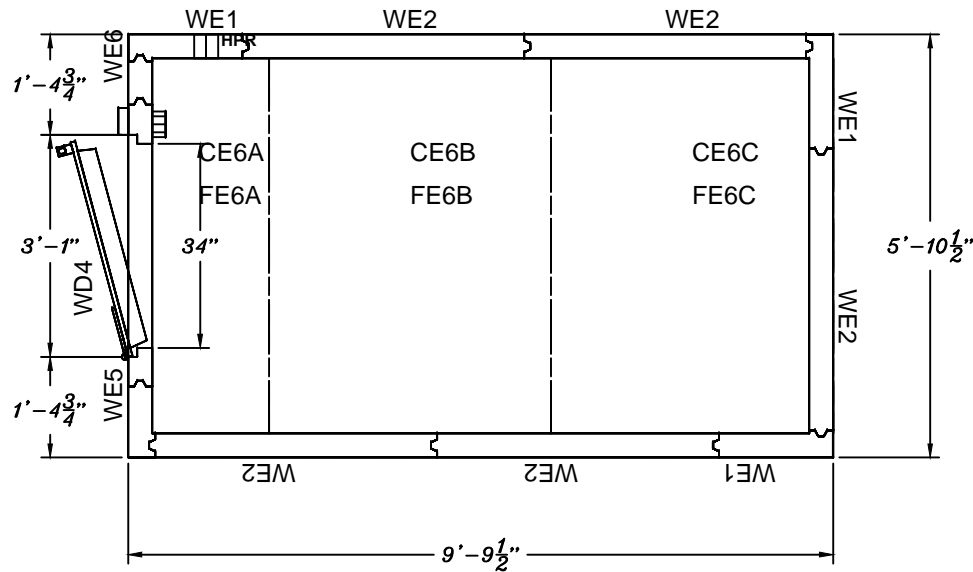 WE1 WE2 WE2
HPR
WE6
1'-4 3/4"
WE1
CE6A CE6B CE6C
FE6A FE6B FE6C
3'-1" 34" 5'-10 1/2"
WD4
WE2
WE5
1'-4 3/4"
WE2 WE2 WE1
9'-9 1/2"